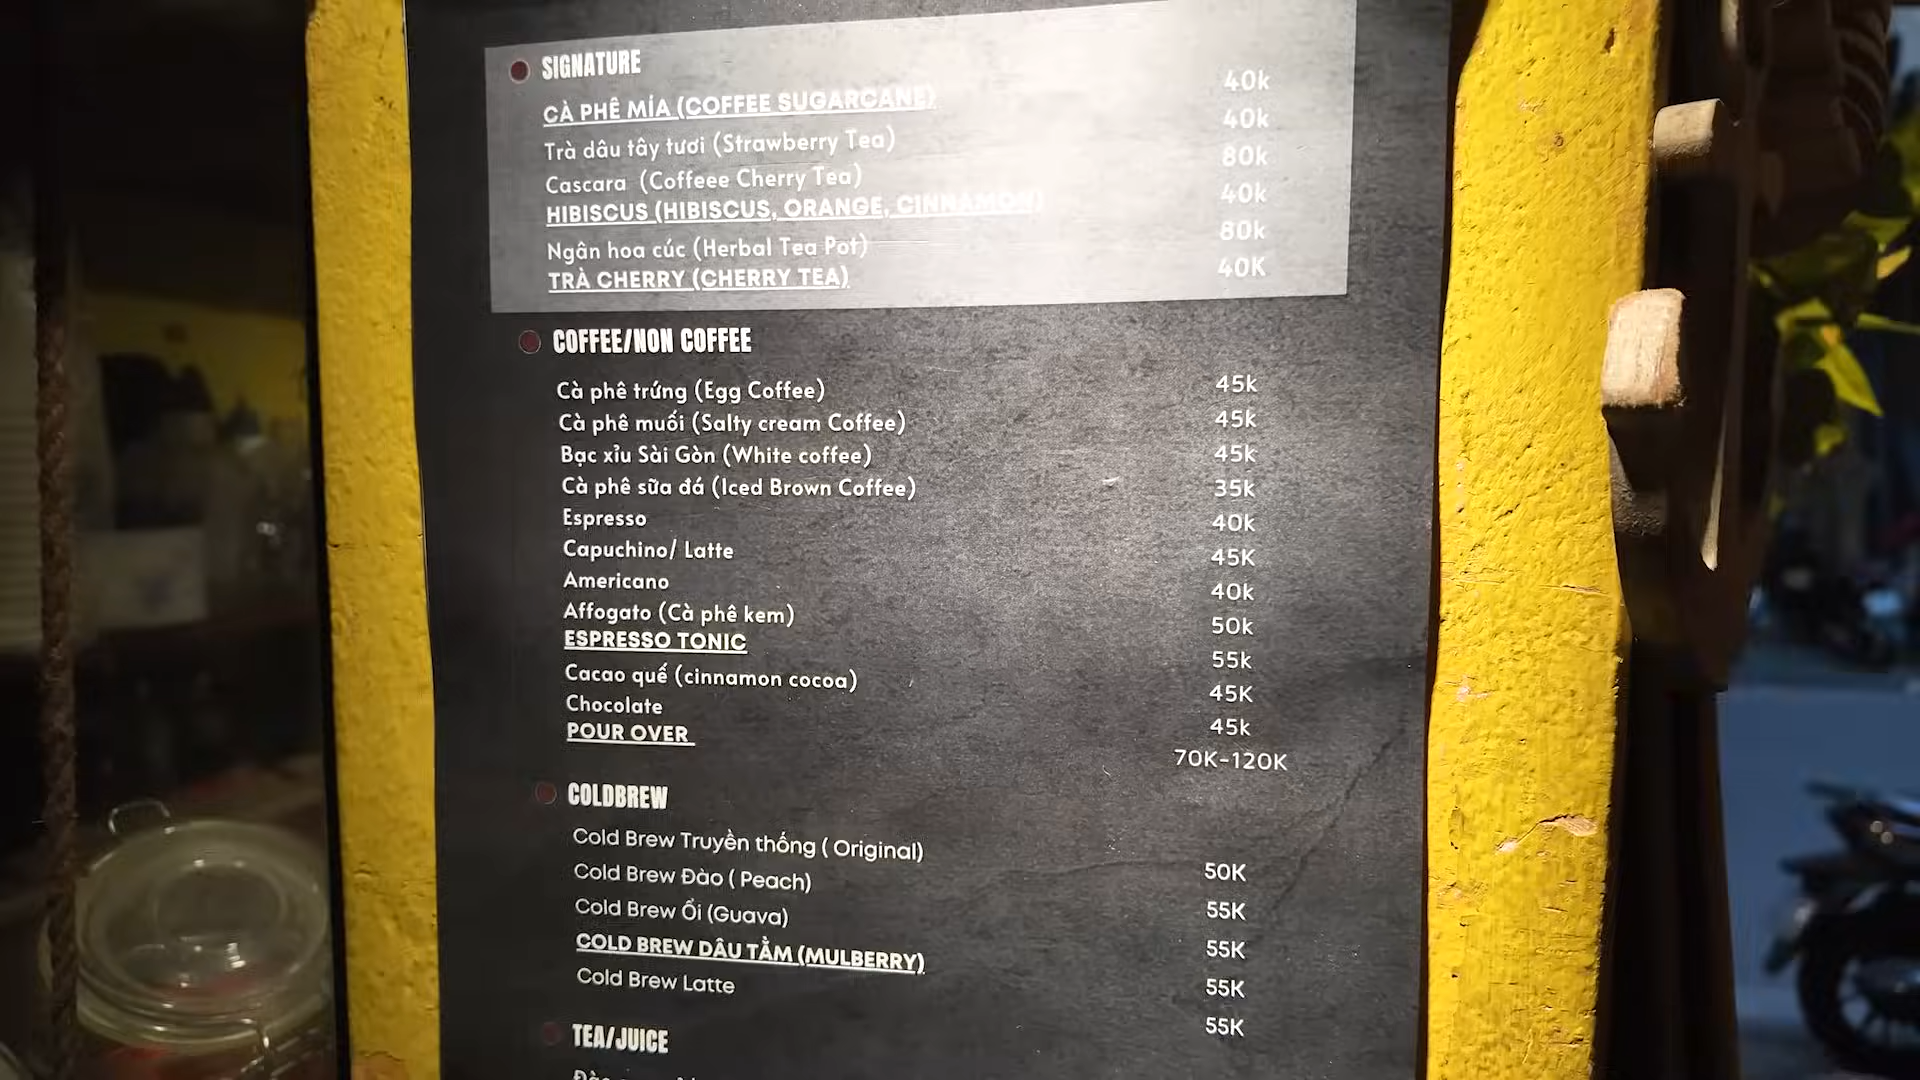 SIGNATURE
CÀ PHÊ MÍA (COFFEE SUGARCANE) 40k
Trà dâu tây tươi (Strawberry Tea) 40k
Cascara (Coffeee Cherry Tea) 80k
HIBISCUS (HIBISCUS, ORANGE, CINNAMON) 40k
Ngân hoa cúc (Herbal Tea Pot) 80k
TRÀ CHERRY (CHERRY TEA) 40K
COFFEE/NON COFFEE
Cà phê trứng (Egg Coffee) 45k
Cà phê muối (Salty cream Coffee) 45k
Bạc xỉu Sài Gòn (White coffee) 45k
Cà phê sữa đá (Iced Brown Coffee) 35k
Espresso 40k
Capuchino/ Latte 45K
Americano 40k
Affogato (Cà phê kem) 50k
ESPRESSO TONIC 55k
Cacao quế (cinnamon cocoa) 45K
Chocolate 45k
POUR OVER 70K-120K
COLDBREW
Cold Brew Truyền thống ( Original) 50K
Cold Brew Đào ( Peach) 55K
Cold Brew Ổi (Guava) 55K
COLD BREW DÂU TẰM (MULBERRY) 55K
Cold Brew Latte 55K
TEA/JUICE